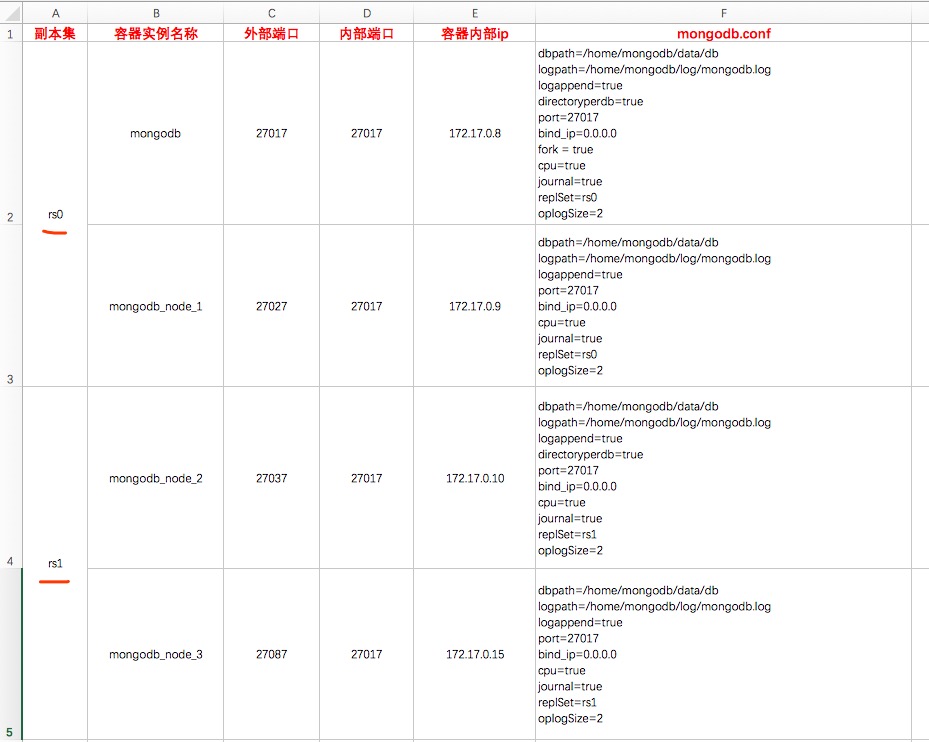 A B C D E F
1 副本集 容器实例名称 外部端口 内部端口 容器内部ip mongodb.conf
dbpath=/home/mongodb/data/db
logpath=/home/mongodb/log/mongodb.log
logappend=true
directoryperdb=true
port=27017
mongodb 27017 27017 172.17.0.8 bind_ip=0.0.0.0
fork = true
cpu=true
journal=true
replSet=rs0
2 rs0 oplogSize=2
dbpath=/home/mongodb/data/db
logpath=/home/mongodb/log/mongodb.log
logappend=true
port=27017
mongodb_node_1 27027 27017 172.17.0.9 bind_ip=0.0.0.0
cpu=true
journal=true
replSet=rs0
3 oplogSize=2
dbpath=/home/mongodb/data/db
logpath=/home/mongodb/log/mongodb.log
logappend=true
directoryperdb=true
port=27017
mongodb_node_2 27037 27017 172.17.0.10 bind_ip=0.0.0.0
cpu=true
journal=true
replSet=rs1
oplogSize=2
4 rs1
dbpath=/home/mongodb/data/db
logpath=/home/mongodb/log/mongodb.log
logappend=true
port=27017
mongodb_node_3 27087 27017 172.17.0.15 bind_ip=0.0.0.0
cpu=true
journal=true
replSet=rs1
oplogSize=2
5